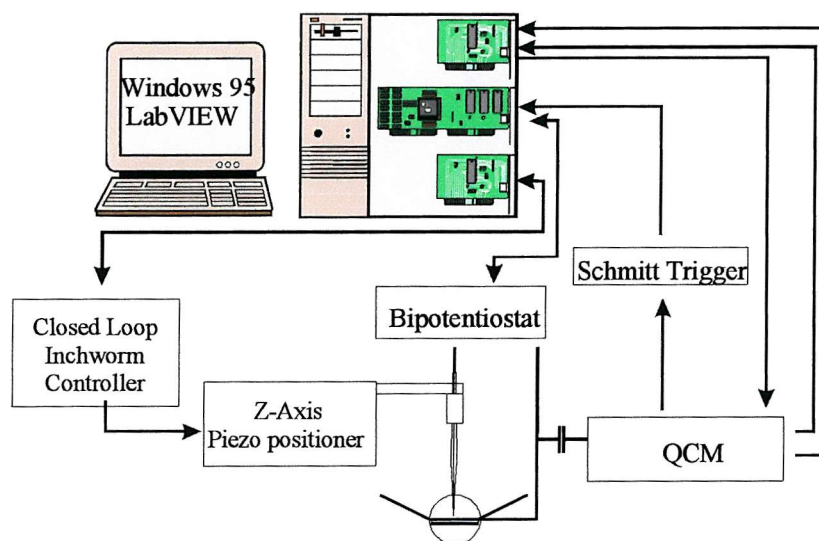 Windows 95
LabVIEW
Schmitt Trigger
Bipotentiostat
Closed Loop
Inchworm
Controller
Z-Axis
Piezo positioner
QCM